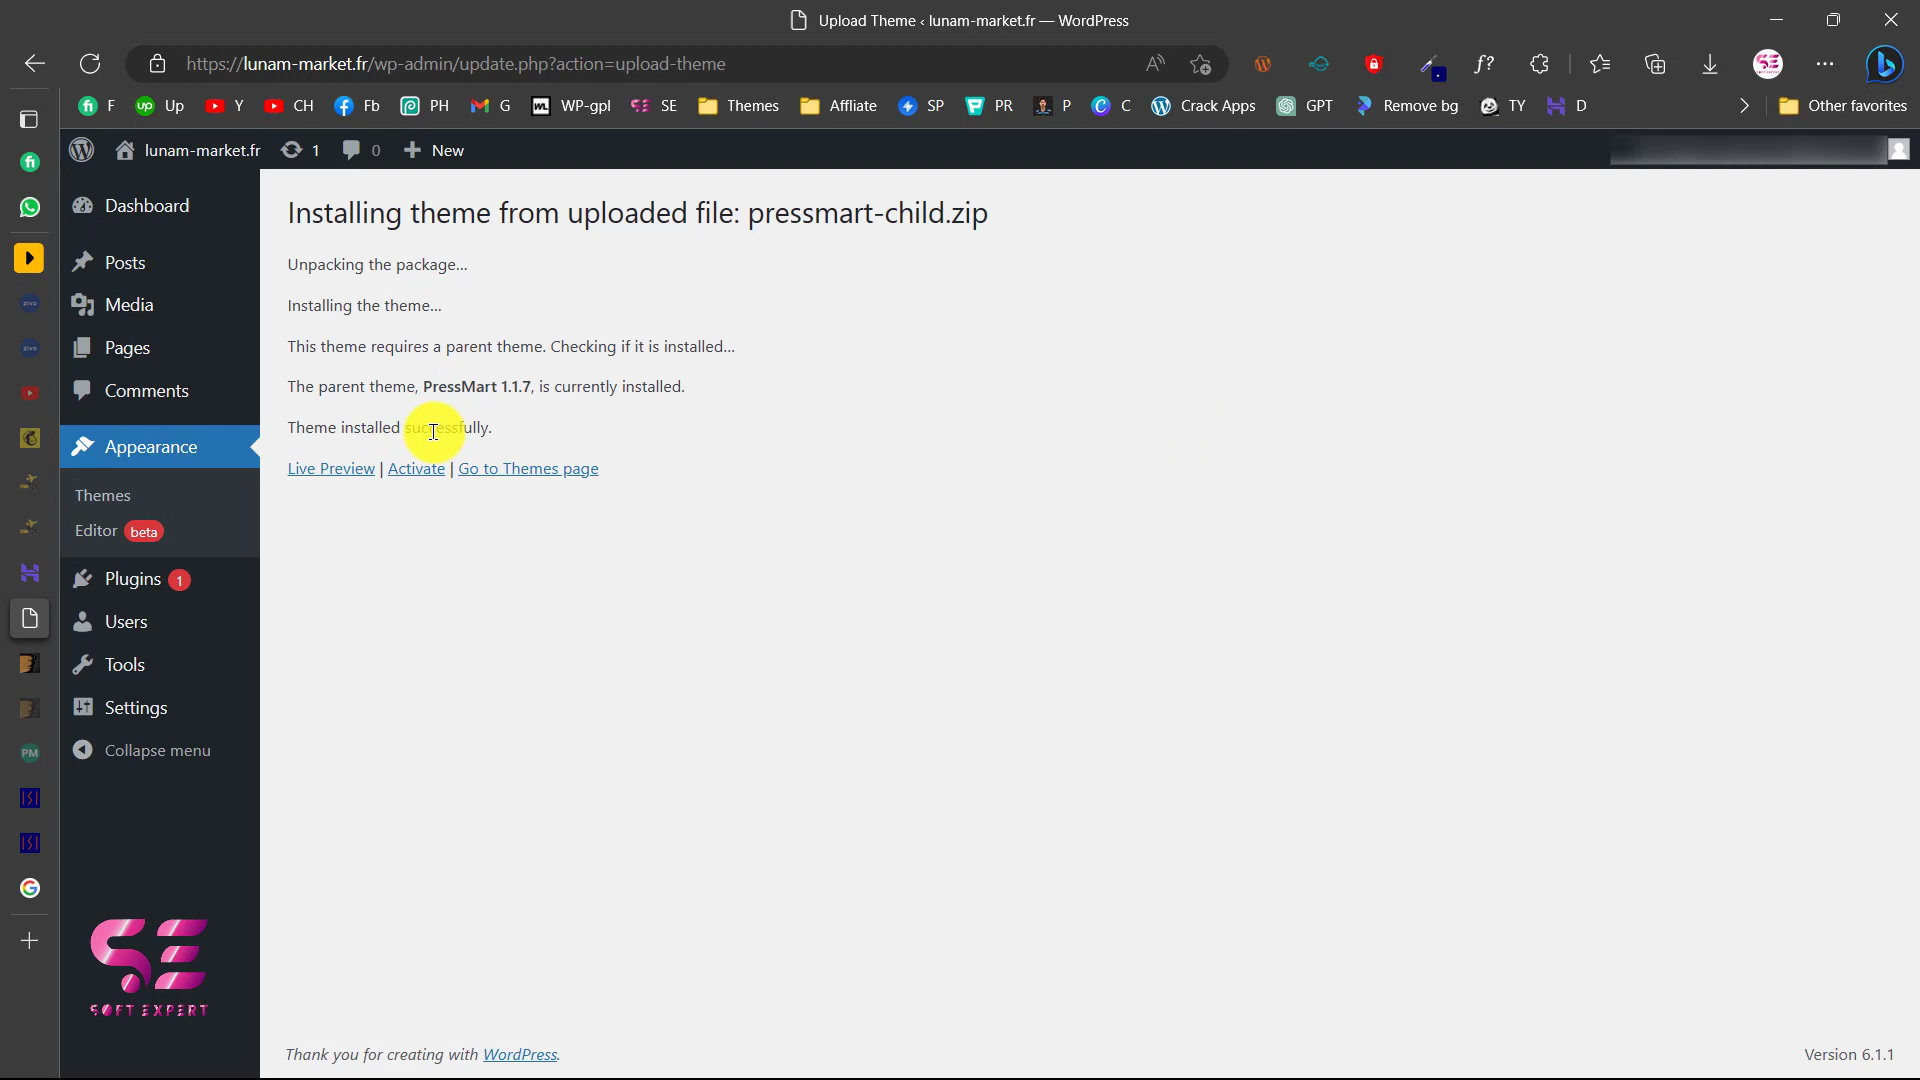 Upload Theme ‹ lunam-market.fr — WordPress
https://lunam-market.fr/wp-admin/update.php?action=upload-theme
F Up Y CH Fb PH G WP-gpl SE Themes Affliate SP PR P C Crack Apps GPT Remove bg TY D Other favorites
lunam-market.fr 1 0 New
Dashboard
Posts
Media
Pages
Comments
Appearance
Themes
Editor beta
Plugins 1
Users
Tools
Settings
Collapse menu
SOFT EXPERT
Installing theme from uploaded file: pressmart-child.zip
Unpacking the package…
Installing the theme…
This theme requires a parent theme. Checking if it is installed…
The parent theme, PressMart 1.1.7, is currently installed.
Theme installed successfully.
Live Preview | Activate | Go to Themes page
Thank you for creating with WordPress.
Version 6.1.1